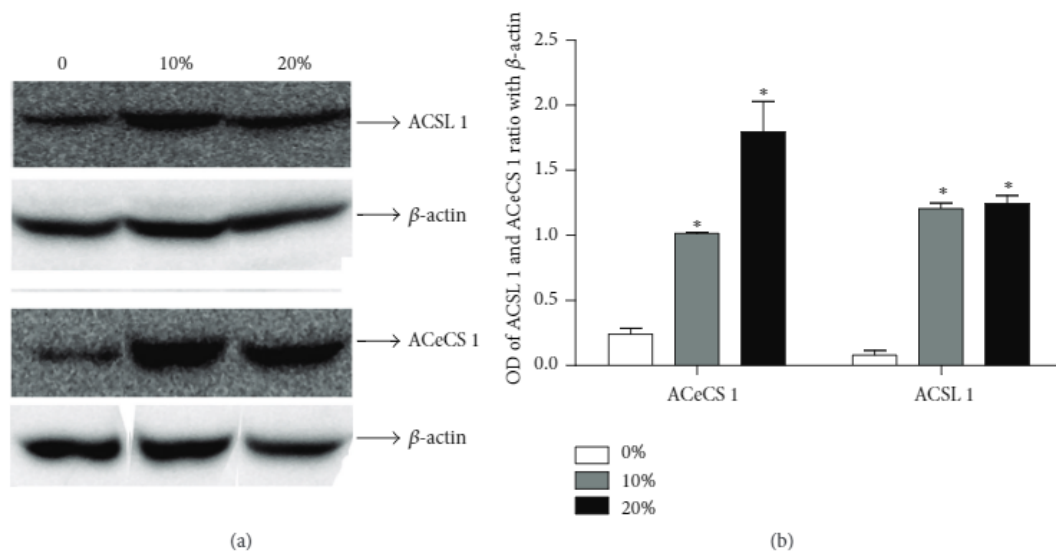 0 10% 20%
ACSL 1
β-actin
ACeCS 1
β-actin
(a)
OD of ACSL 1 and ACeCS 1 ratio with β-actin
2.5
2.0
1.5
1.0
0.5
0.0
* * * *
ACeCS 1 ACSL 1
0%
10%
20%
(b)